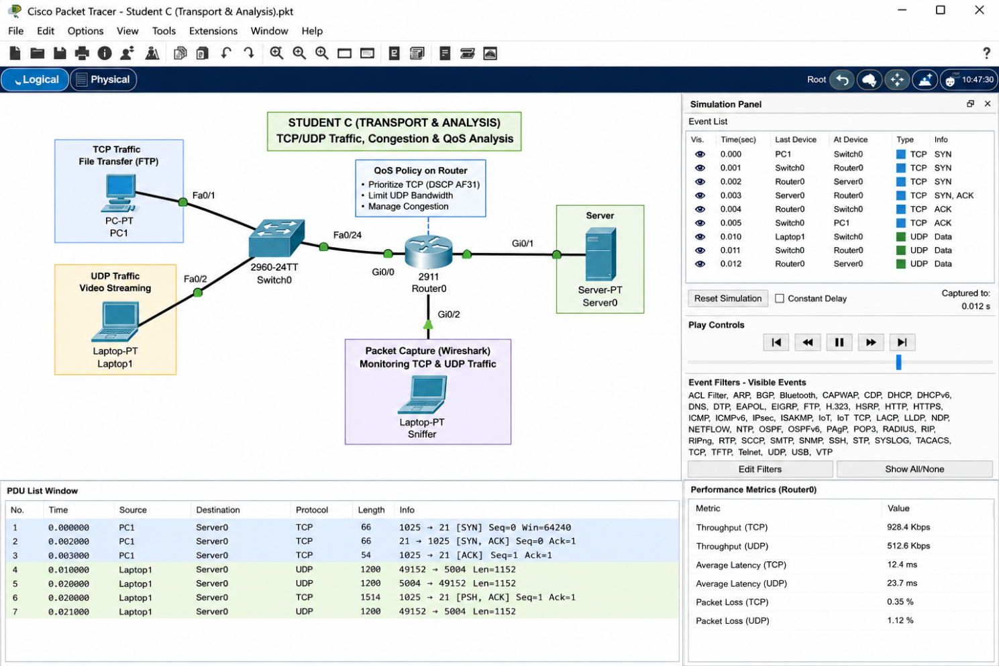 Cisco Packet Tracer - Student C (Transport & Analysis).pkt
File Edit Options View Tools Extensions Window Help
?
Logical Physical Root 10:47:30
STUDENT C (TRANSPORT & ANALYSIS)
TCP/UDP Traffic, Congestion & QoS Analysis
TCP Traffic
File Transfer (FTP)
PC-PT
PC1
Fa0/1
QoS Policy on Router
• Prioritize TCP (DSCP AF31)
• Limit UDP Bandwidth
• Manage Congestion
UDP Traffic
Video Streaming
Laptop-PT
Laptop1
Fa0/2
2960-24TT
Switch0
Fa0/24
Gi0/0
2911
Router0
Gi0/1
Server
Server-PT
Server0
Gi0/2
Packet Capture (Wireshark)
Monitoring TCP & UDP Traffic
Laptop-PT
Sniffer
Simulation Panel
Event List
Vis. Time(sec) Last Device At Device Type Info
0.000 PC1 Switch0 TCP SYN
0.001 Switch0 Router0 TCP SYN
0.002 Router0 Server0 TCP SYN
0.003 Server0 Router0 TCP SYN, ACK
0.004 Router0 Switch0 TCP ACK
0.005 Switch0 PC1 TCP ACK
0.010 Laptop1 Switch0 UDP Data
0.011 Switch0 Router0 UDP Data
0.012 Router0 Server0 UDP Data
Reset Simulation Constant Delay Captured to:
0.012 s
Play Controls
Event Filters - Visible Events
ACL Filter, ARP, BGP, Bluetooth, CAPWAP, CDP, DHCP, DHCPv6,
DNS, DTP, EAPOL, EIGRP, FTP, H.323, HSRP, HTTP, HTTPS,
ICMP, ICMPv6, IPsec, ISAKMP, IoT, IoT TCP, LACP, LLDP, NDP,
NETFLOW, NTP, OSPF, OSPFv6, PAgP, POP3, RADIUS, RIP,
RIPng, RTP, SCCP, SMTP, SNMP, SSH, STP, SYSLOG, TACACS,
TCP, TFTP, Telnet, UDP, USB, VTP
Edit Filters Show All/None
PDU List Window
No. Time Source Destination Protocol Length Info
1 0.000000 PC1 Server0 TCP 66 1025 → 21 [SYN] Seq=0 Win=64240
2 0.002000 PC1 Server0 TCP 66 21 → 1025 [SYN, ACK] Seq=0 Ack=1
3 0.003000 PC1 Server0 TCP 54 1025 → 21 [ACK] Seq=1 Ack=1
4 0.010000 Laptop1 Server0 UDP 1200 49152 → 5004 Len=1152
5 0.020000 Laptop1 Server0 UDP 1200 5004 → 49152 Len=1152
6 0.020000 Laptop1 Server0 TCP 1514 1025 → 21 [PSH, ACK] Seq=1 Ack=1
7 0.021000 Laptop1 Server0 UDP 1200 49152 → 5004 Len=1152
Performance Metrics (Router0)
Metric Value
Throughput (TCP) 928.4 Kbps
Throughput (UDP) 512.6 Kbps
Average Latency (TCP) 12.4 ms
Average Latency (UDP) 23.7 ms
Packet Loss (TCP) 0.35 %
Packet Loss (UDP) 1.12 %